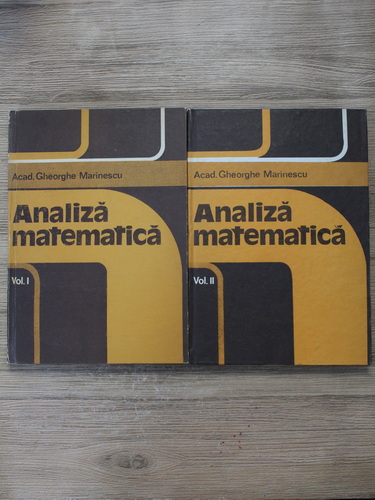 Acad. Gheorghe Marinescu
Analiză
matematică
Vol. I
Acad. Gheorghe Marinescu
Analiză
matematică
Vol. II